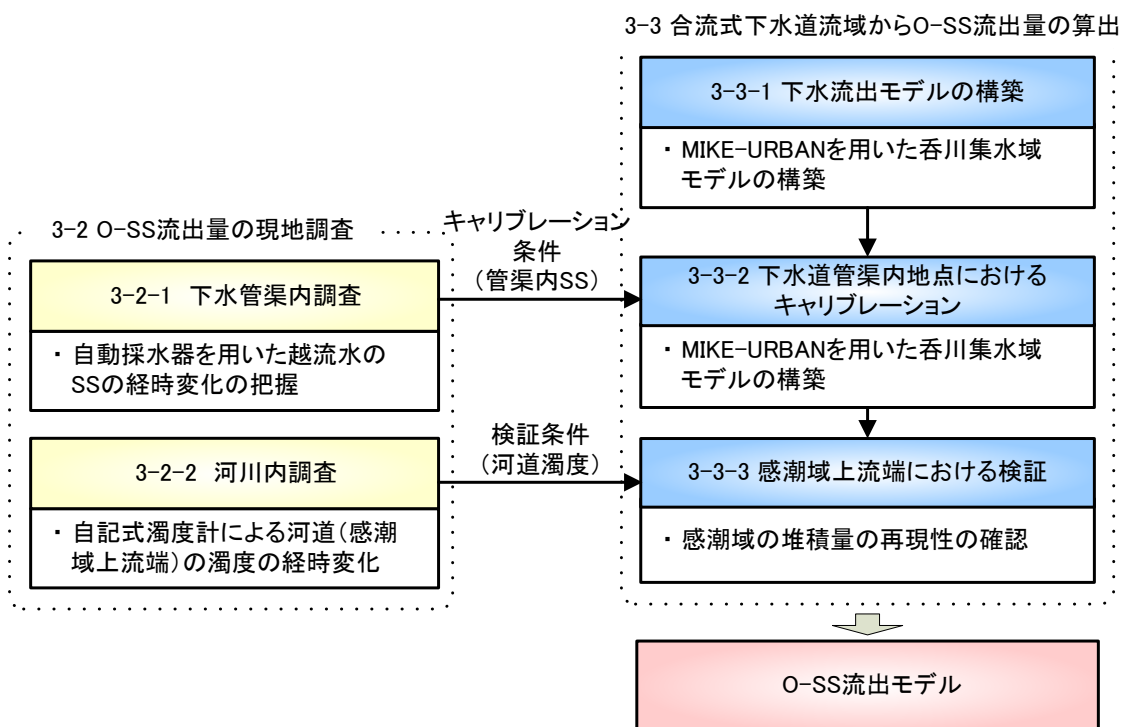 3-3 合流式下水道流域からO-SS流出量の算出
3-3-1 下水流出モデルの構築
・ MIKE-URBANを用いた呑川集水域
モデルの構築
キャリブレーション
条件
（管渠内SS）
3-2 O-SS流出量の現地調査
3-2-1 下水管渠内調査
・ 自動採水器を用いた越流水の
SSの経時変化の把握
3-3-2 下水道管渠内地点における
キャリブレーション
・ MIKE-URBANを用いた呑川集水域
モデルの構築
検証条件
（河道濁度）
3-2-2 河川内調査
・ 自記式濁度計による河道（感潮
域上流端）の濁度の経時変化
3-3-3 感潮域上流端における検証
・ 感潮域の堆積量の再現性の確認
O-SS流出モデル